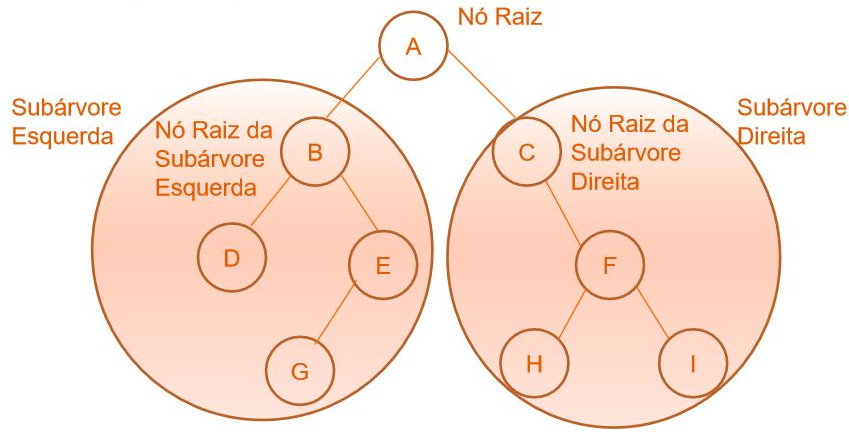 Nó Raiz
A
Subárvore
Esquerda
Nó Raiz da
Subárvore
Esquerda
B
C
Nó Raiz da
Subárvore
Direita
Subárvore
Direita
D
E
F
G
H
I